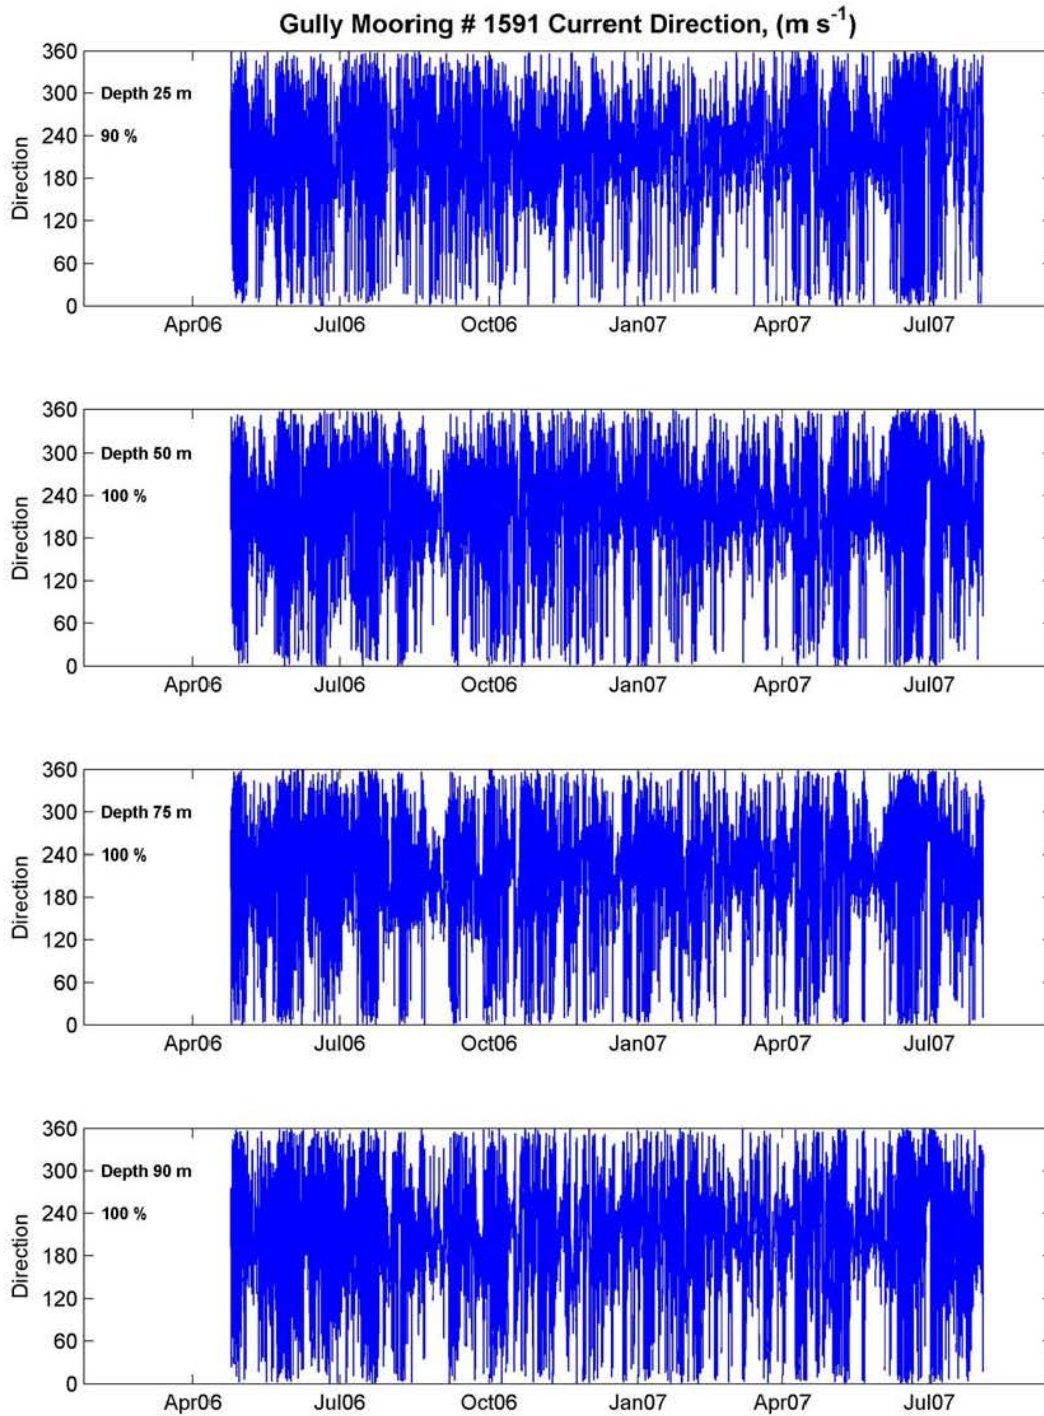 Gully Mooring # 1591 Current Direction, (m s-1)
360
300
240
180
120
60
0
Direction
Depth 25 m
90 %
Apr06 Jul06 Oct06 Jan07 Apr07 Jul07
360
300
240
180
120
60
0
Direction
Depth 50 m
100 %
Apr06 Jul06 Oct06 Jan07 Apr07 Jul07
360
300
240
180
120
60
0
Direction
Depth 75 m
100 %
Apr06 Jul06 Oct06 Jan07 Apr07 Jul07
360
300
240
180
120
60
0
Direction
Depth 90 m
100 %
Apr06 Jul06 Oct06 Jan07 Apr07 Jul07